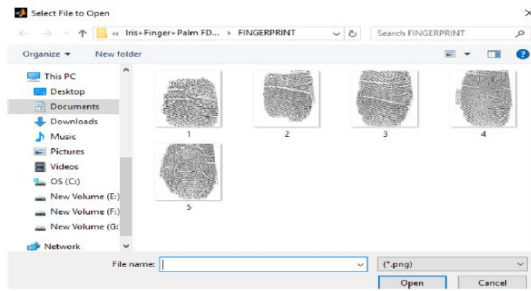 Select File to Open
« Iris+Finger+Palm FD... > FINGERPRINT
Search FINGERPRINT
Organize
New folder
This PC
Desktop
Documents
Downloads
Music
Pictures
Videos
OS (C:)
New Volume (E:)
New Volume (F:)
New Volume (G:
Network
1
2
3
4
5
File name:
(*.png)
Open
Cancel